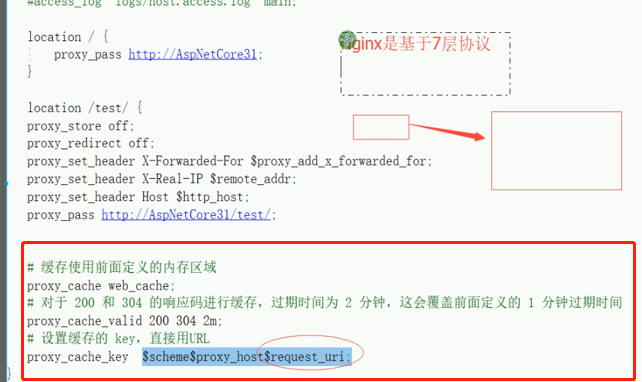 #access_log logs/host.access.log main;
location / {
proxy_pass http://AspNetCore31;
}
nginx是基于7层协议
location /test/ {
proxy_store off;
proxy_redirect off;
proxy_set_header X-Forwarded-For $proxy_add_x_forwarded_for;
proxy_set_header X-Real-IP $remote_addr;
proxy_set_header Host $http_host;
proxy_pass http://AspNetCore31/test/;
# 缓存使用前面定义的内存区域
proxy_cache web_cache;
# 对于 200 和 304 的响应码进行缓存，过期时间为 2 分钟，这会覆盖前面定义的 1 分钟过期时间
proxy_cache_valid 200 304 2m;
# 设置缓存的 key，直接用URL
proxy_cache_key $scheme$proxy_host$request_uri;
}